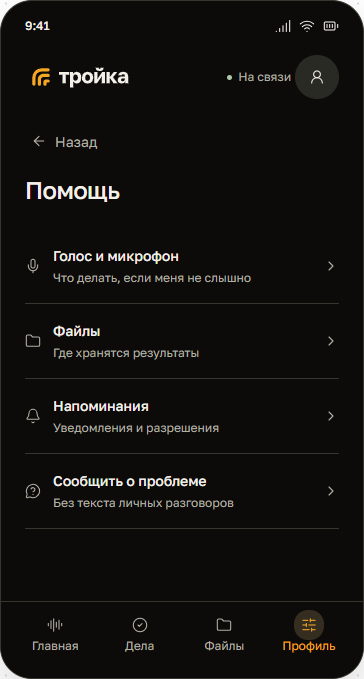 9:41
тройка
На связи
Назад
Помощь
Голос и микрофон
Что делать, если меня не слышно
Файлы
Где хранятся результаты
Напоминания
Уведомления и разрешения
Сообщить о проблеме
Без текста личных разговоров
Главная
Дела
Файлы
Профиль